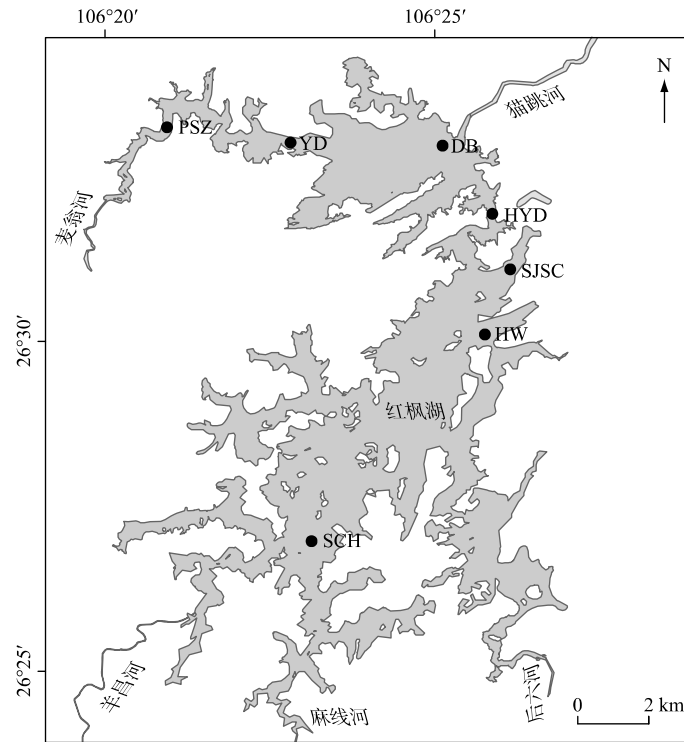 106°20′ 106°25′
猫跳河
N
PSZ
YD
DB
麦翁河
HYD
SJSC
26°30′
HW
红枫湖
SCH
26°25′
羊昌河
麻线河
后六河
0 2 km